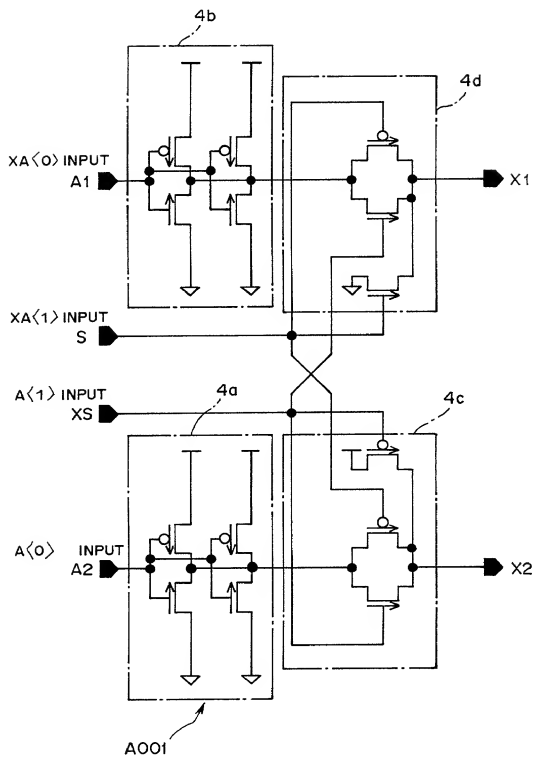 4b
4d
XA⟨0⟩ INPUT
A1
X1
XA⟨1⟩ INPUT
S
A⟨1⟩ INPUT
XS
4a
4c
A⟨0⟩ INPUT
A2
X2
A001